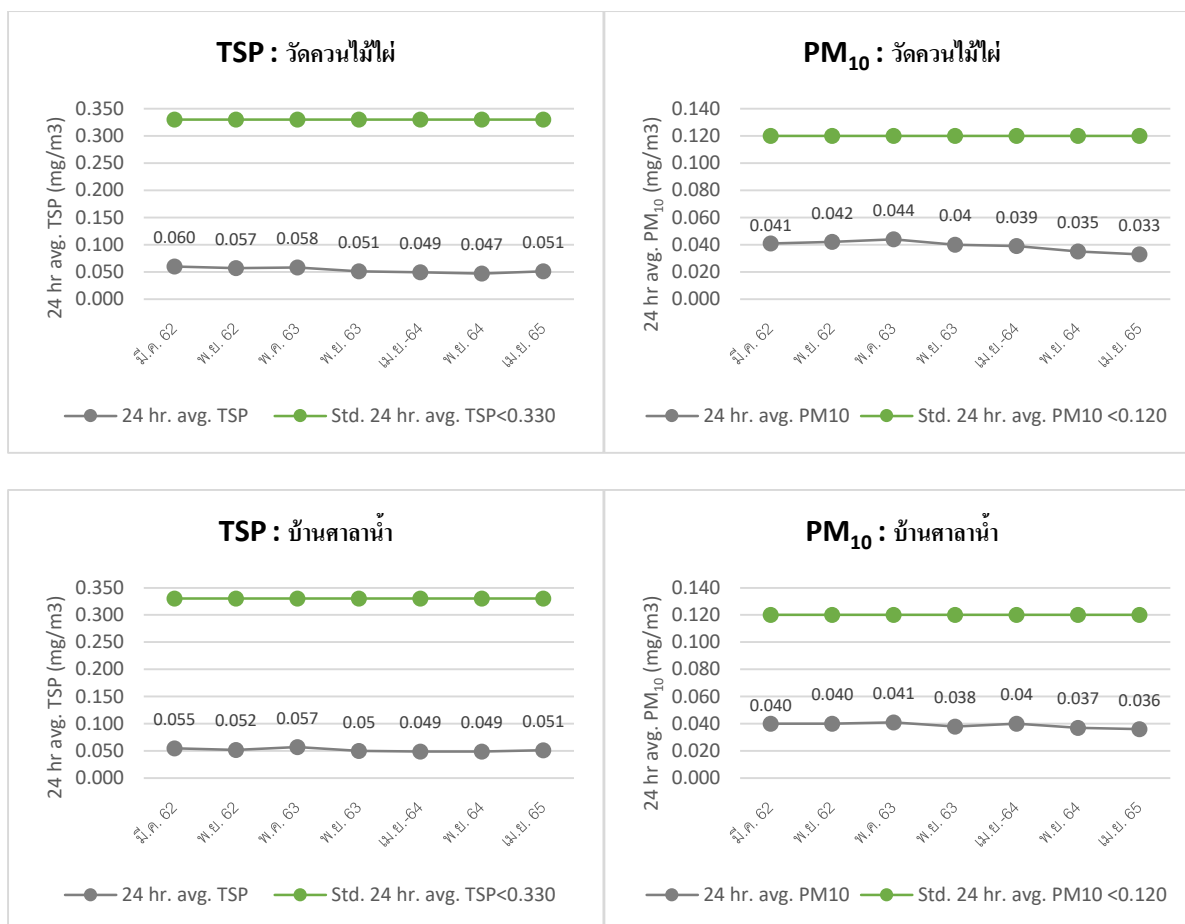 TSP : วัดควนไม้ไผ่
24 hr avg. TSP (mg/m3)
0.350
0.300
0.250
0.200
0.150
0.100
0.050
0.000
0.060 0.057 0.058 0.051 0.049 0.047 0.051
มี.ค. 62 พ.ย. 62 พ.ค. 63 พ.ย. 63 เม.ย.-64 พ.ย. 64 เม.ย. 65
24 hr. avg. TSP Std. 24 hr. avg. TSP<0.330
PM10 : วัดควนไม้ไผ่
24 hr avg. PM10 (mg/m3)
0.140
0.120
0.100
0.080
0.060
0.040
0.020
0.000
0.041 0.042 0.044 0.04 0.039 0.035 0.033
มี.ค. 62 พ.ย. 62 พ.ค. 63 พ.ย. 63 เม.ย.-64 พ.ย. 64 เม.ย. 65
24 hr. avg. PM10 Std. 24 hr. avg. PM10 <0.120
TSP : บ้านศาลาน้ำ
24 hr avg. TSP (mg/m3)
0.350
0.300
0.250
0.200
0.150
0.100
0.050
0.000
0.055 0.052 0.057 0.05 0.049 0.049 0.051
มี.ค. 62 พ.ย. 62 พ.ค. 63 พ.ย. 63 เม.ย.-64 พ.ย. 64 เม.ย. 65
24 hr. avg. TSP Std. 24 hr. avg. TSP<0.330
PM10 : บ้านศาลาน้ำ
24 hr avg. PM10 (mg/m3)
0.140
0.120
0.100
0.080
0.060
0.040
0.020
0.000
0.040 0.040 0.041 0.038 0.04 0.037 0.036
มี.ค. 62 พ.ย. 62 พ.ค. 63 พ.ย. 63 เม.ย.-64 พ.ย. 64 เม.ย. 65
24 hr. avg. PM10 Std. 24 hr. avg. PM10 <0.120